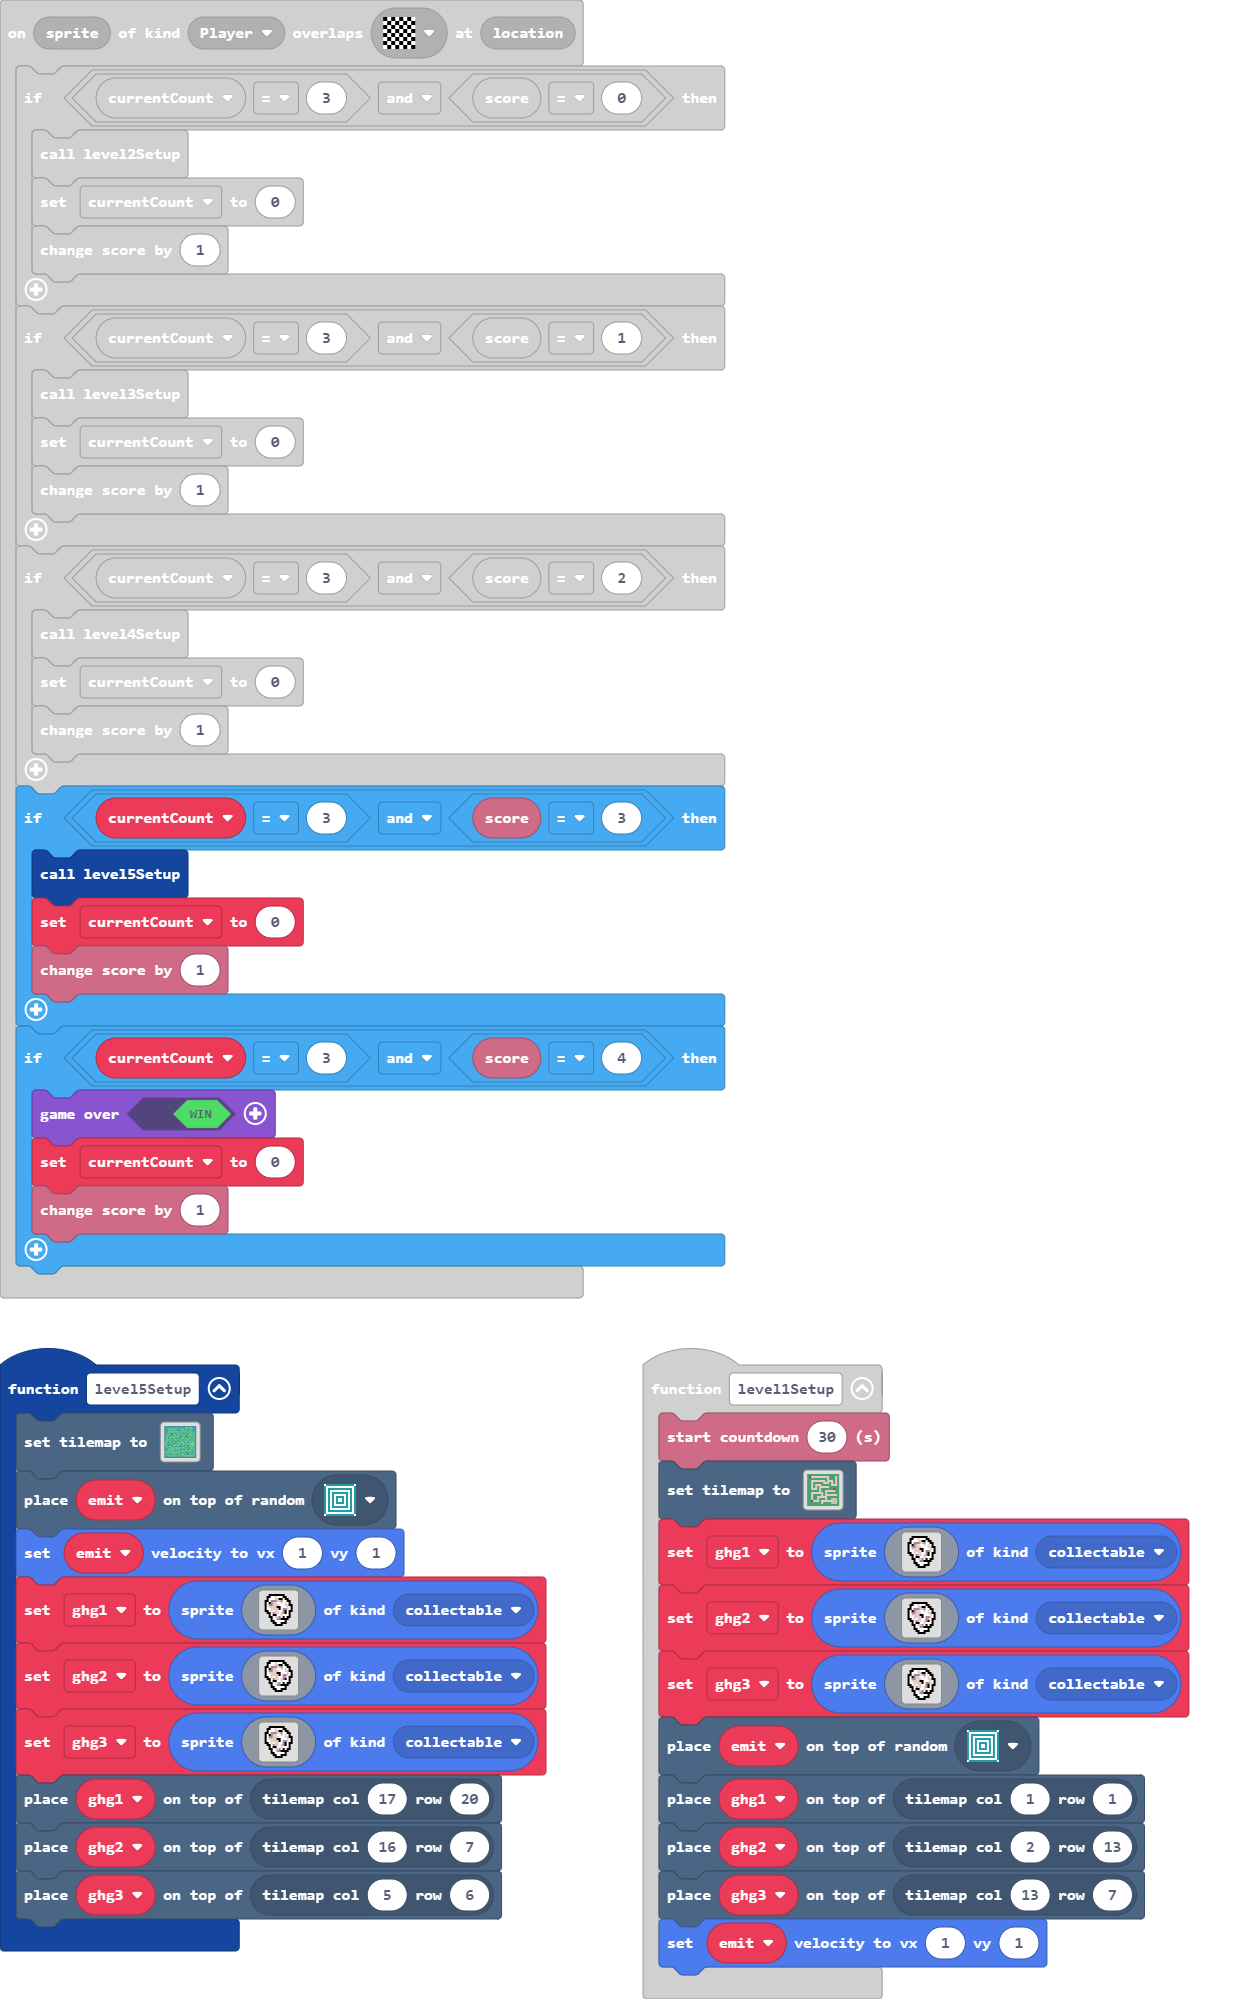 on sprite of kind Player overlaps at location
if currentCount = 3 and score = 0 then
call level2Setup
set currentCount to 0
change score by 1
if currentCount = 3 and score = 1 then
call level3Setup
set currentCount to 0
change score by 1
if currentCount = 3 and score = 2 then
call level4Setup
set currentCount to 0
change score by 1
if currentCount = 3 and score = 3 then
call level5Setup
set currentCount to 0
change score by 1
if currentCount = 3 and score = 4 then
game over WIN
set currentCount to 0
change score by 1
function level5Setup
set tilemap to
place emit on top of random
set emit velocity to vx 1 vy 1
set ghg1 to sprite of kind collectable
set ghg2 to sprite of kind collectable
set ghg3 to sprite of kind collectable
place ghg1 on top of tilemap col 17 row 20
place ghg2 on top of tilemap col 16 row 7
place ghg3 on top of tilemap col 5 row 6
function level1Setup
start countdown 30 (s)
set tilemap to
set ghg1 to sprite of kind collectable
set ghg2 to sprite of kind collectable
set ghg3 to sprite of kind collectable
place emit on top of random
place ghg1 on top of tilemap col 1 row 1
place ghg2 on top of tilemap col 2 row 13
place ghg3 on top of tilemap col 13 row 7
set emit velocity to vx 1 vy 1